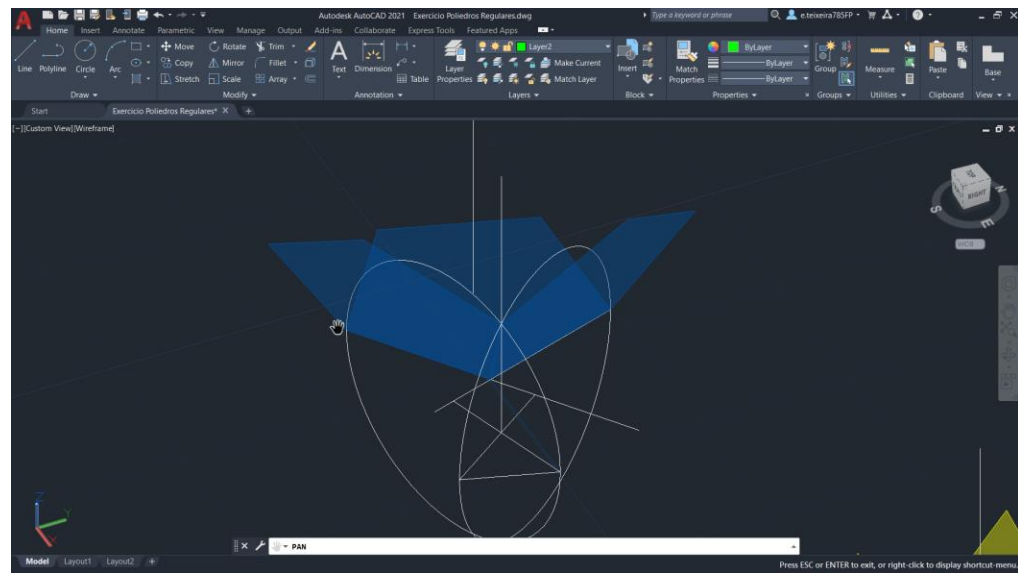 Autodesk AutoCAD 2021 Exercicio Poliedros Regulares.dwg
Type a keyword or phrase
e.teixeira785FP
Home Insert Annotate Parametric View Manage Output Add-ins Collaborate Express Tools Featured Apps
Move Rotate Trim Layer2 ByLayer
Copy Mirror Fillet Make Current ByLayer
Line Polyline Circle Arc Text Dimension Layer Insert Match Group Measure Paste Base
Stretch Scale Array Table Properties Match Layer Properties ByLayer
Draw Modify Annotation Layers Block Properties Groups Utilities Clipboard View
Start Exercicio Poliedros Regulares* X +
[-][Custom View][Wireframe]
TOP
RIGHT
N
S
E
WCS
Z
Y
X
PAN
Model Layout1 Layout2 +
Press ESC or ENTER to exit, or right-click to display shortcut-menu.